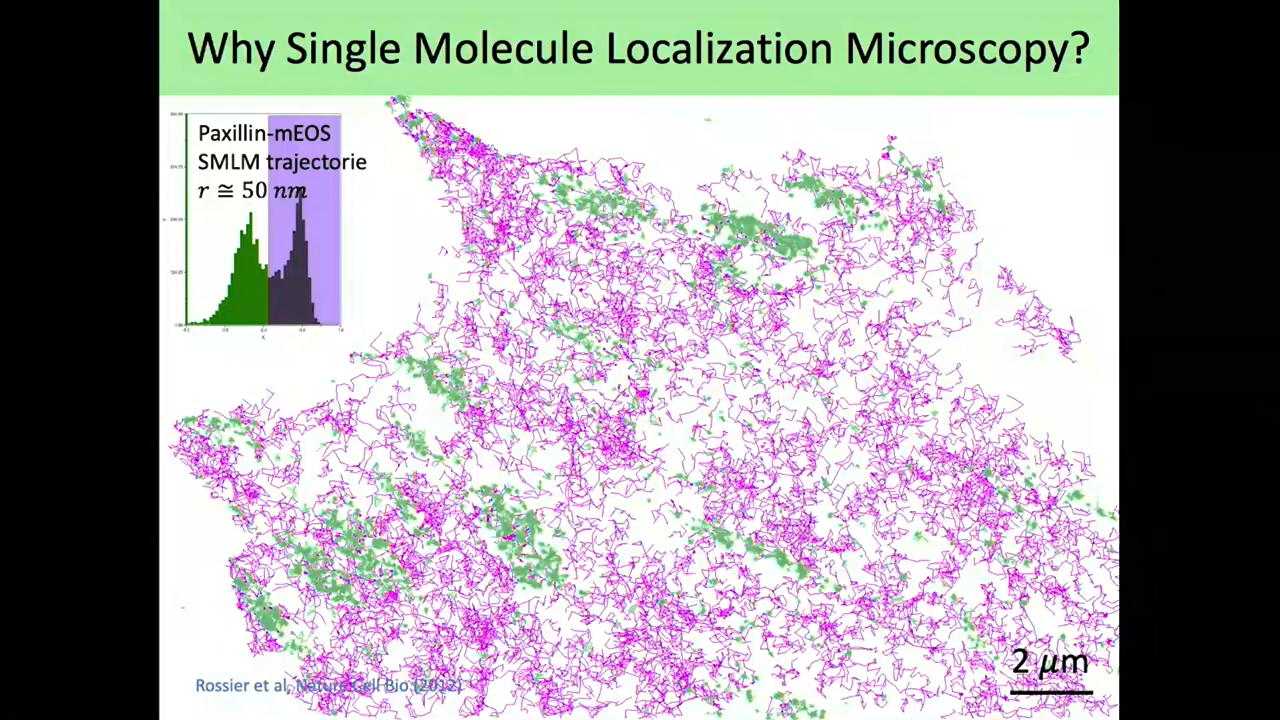 Why Single Molecule Localization Microscopy?
Paxillin-mEOS
SMLM trajectorie
r ≅ 50 nm
2 μm
Rossier et al, Nature Cell Bio (2012)